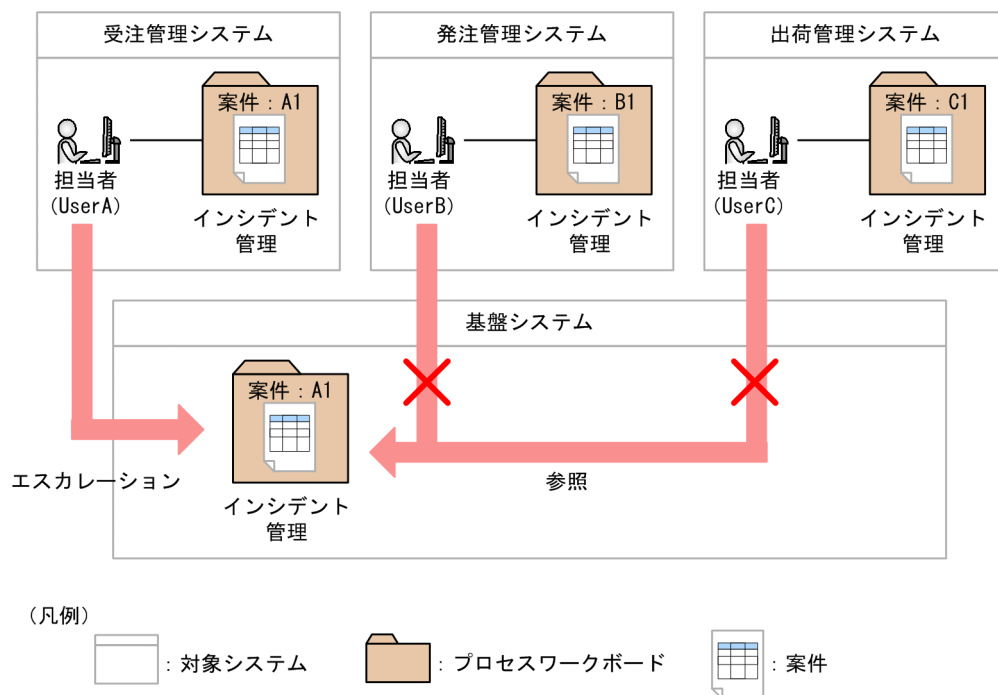 受注管理システム
発注管理システム
出荷管理システム
案件：A1
案件：B1
案件：C1
担当者
(UserA)
インシデント
管理
担当者
(UserB)
インシデント
管理
担当者
(UserC)
インシデント
管理
基盤システム
案件：A1
エスカレーション
参照
インシデント
管理
(凡例)
：対象システム
：プロセスワークボード
：案件